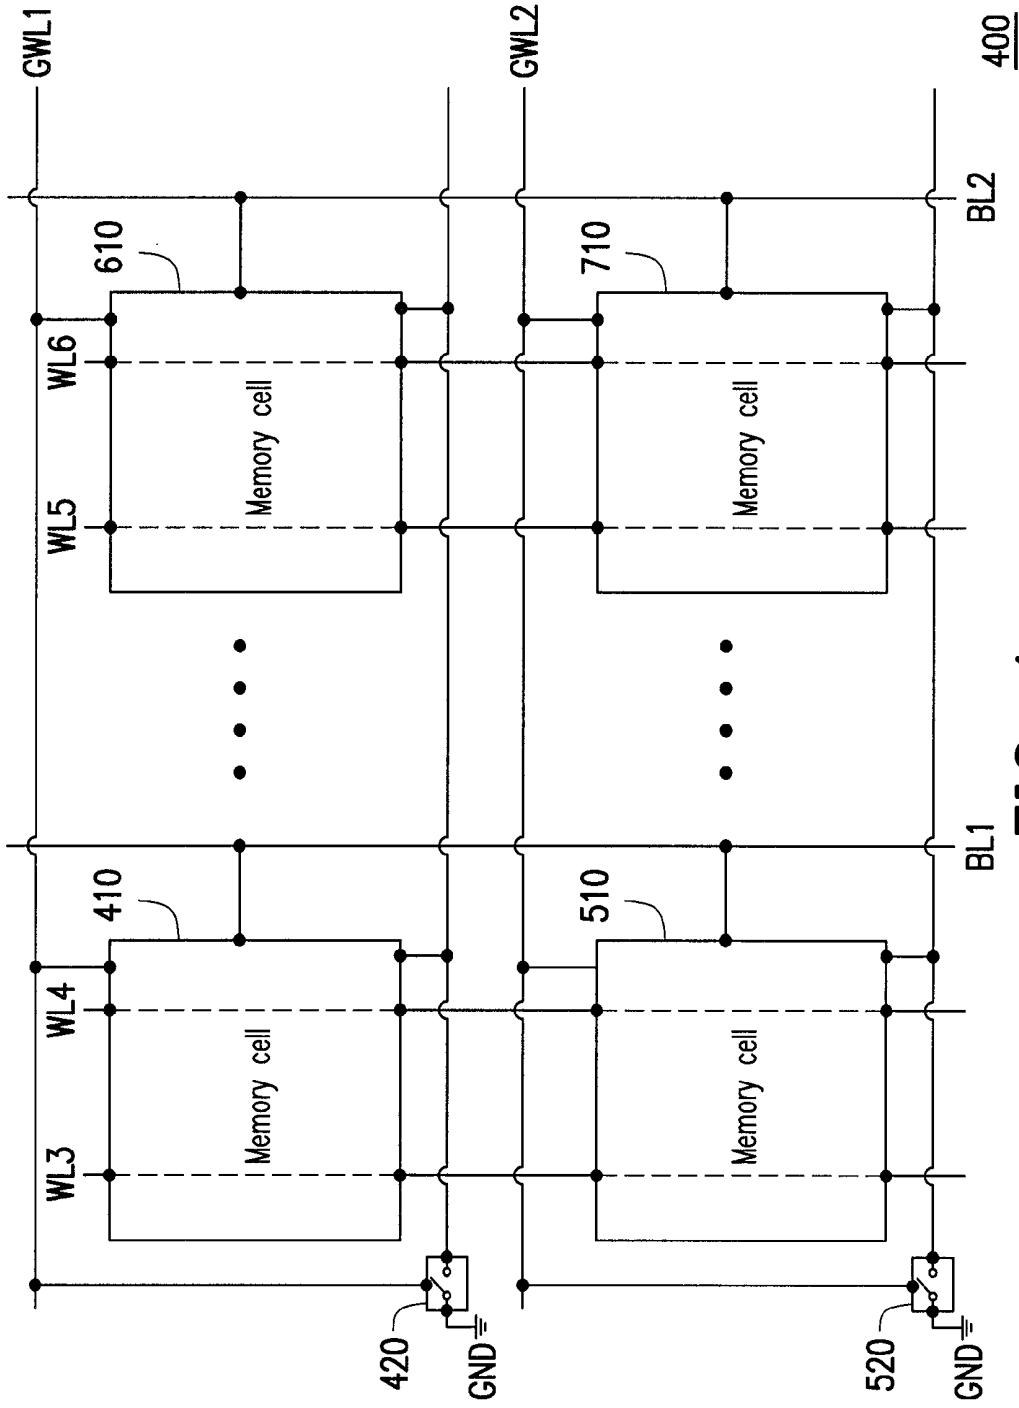 GWL1
WL3 WL4 WL5 WL6
410 610
Memory cell Memory cell
420
GND
GWL2
510 710
Memory cell Memory cell
520
GND BL1 BL2
400